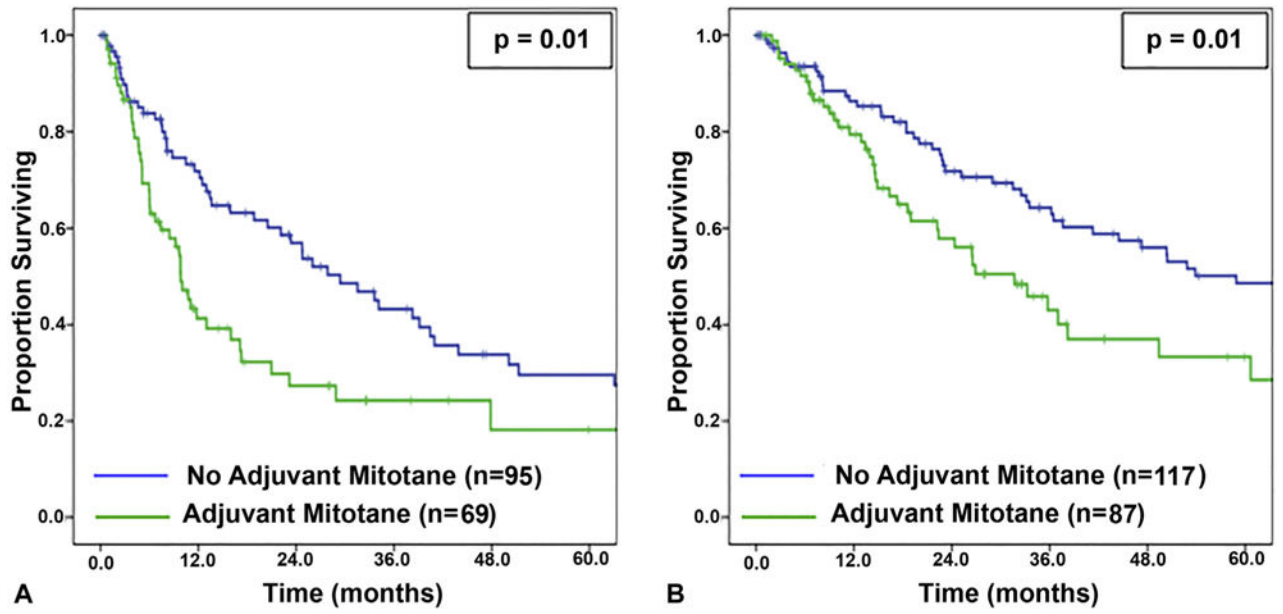 p = 0.01
Proportion Surviving
1.0
0.8
0.6
0.4
0.2
0.0
No Adjuvant Mitotane (n=95)
Adjuvant Mitotane (n=69)
0.0 12.0 24.0 36.0 48.0 60.0
Time (months)
A
p = 0.01
Proportion Surviving
1.0
0.8
0.6
0.4
0.2
0.0
No Adjuvant Mitotane (n=117)
Adjuvant Mitotane (n=87)
0.0 12.0 24.0 36.0 48.0 60.0
Time (months)
B